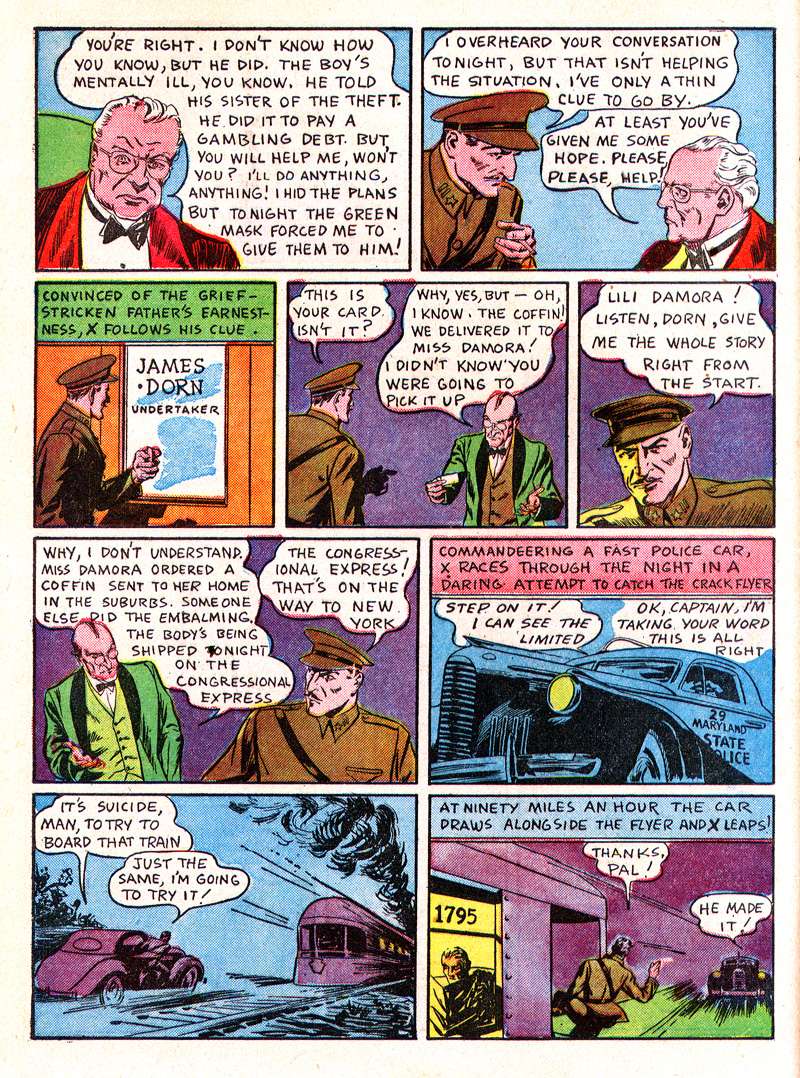 YOU'RE RIGHT. I DON'T KNOW HOW
YOU KNOW, BUT HE DID. THE BOY'S
MENTALLY ILL, YOU KNOW. HE TOLD
HIS SISTER OF THE THEFT.
HE DID IT TO PAY A
GAMBLING DEBT. BUT
YOU WILL HELP ME, WON'T
YOU? I'LL DO ANYTHING,
ANYTHING! I HID THE PLANS
BUT TONIGHT THE GREEN
MASK FORCED ME TO
GIVE THEM TO HIM!
I OVERHEARD YOUR CONVERSATION
TONIGHT, BUT THAT ISN'T HELPING
THE SITUATION. I'VE ONLY A THIN
CLUE TO GO BY.
AT LEAST YOU'VE
GIVEN ME SOME
HOPE. PLEASE,
PLEASE, HELP!
CONVINCED OF THE GRIEF-
STRICKEN FATHER'S EARNEST-
NESS, X FOLLOWS HIS CLUE.
JAMES
DORN
UNDERTAKER
THIS IS
YOUR CARD.
ISN'T IT?
WHY, YES, BUT — OH,
I KNOW. THE COFFIN!
WE DELIVERED IT TO
MISS DAMORA!
I DIDN'T KNOW YOU
WERE GOING TO
PICK IT UP
LILI DAMORA!
LISTEN, DORN, GIVE
ME THE WHOLE STORY
RIGHT FROM
THE START.
WHY, I DON'T UNDERSTAND.
MISS DAMORA ORDERED A
COFFIN SENT TO HER HOME
IN THE SUBURBS. SOMEONE
ELSE DID THE EMBALMING.
THE BODY'S BEING
SHIPPED TONIGHT
ON THE
CONGRESSIONAL
EXPRESS
THE CONGRESS-
IONAL EXPRESS!
THAT'S ON THE
WAY TO NEW
YORK
COMMANDEERING A FAST POLICE CAR,
X RACES THROUGH THE NIGHT IN A
DARING ATTEMPT TO CATCH THE CRACK FLYER
STEP ON IT!
I CAN SEE THE
LIMITED
OK, CAPTAIN, I'M
TAKING YOUR WORD
THIS IS ALL
RIGHT
29
MARYLAND
STATE
POLICE
IT'S SUICIDE,
MAN, TO TRY TO
BOARD THAT TRAIN
JUST THE
SAME, I'M GOING
TO TRY IT!
AT NINETY MILES AN HOUR THE CAR
DRAWS ALONGSIDE THE FLYER AND X LEAPS!
THANKS,
PAL!
1795
HE MADE
IT!